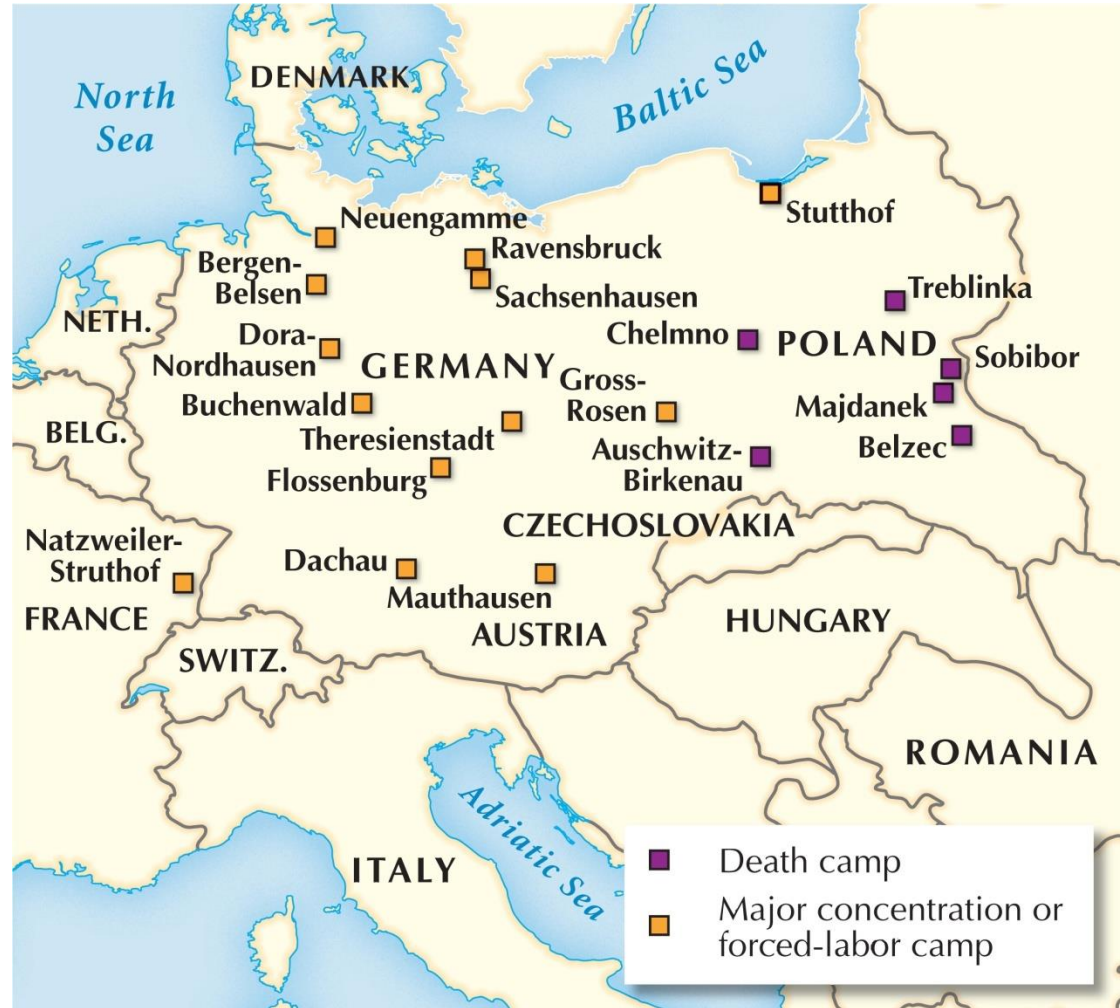 DENMARK
North
Sea
Baltic Sea
Neuengamme
Stutthof
Ravensbruck
Bergen-
Belsen
Sachsenhausen
Treblinka
NETH.
Dora-
Nordhausen
Chelmno
POLAND
GERMANY
Sobibor
Gross-
Rosen
Buchenwald
Majdanek
BELG.
Theresienstadt
Belzec
Auschwitz-
Birkenau
Flossenburg
CZECHOSLOVAKIA
Natzweiler-
Struthof
Dachau
Mauthausen
FRANCE
AUSTRIA
HUNGARY
SWITZ.
ROMANIA
Adriatic Sea
ITALY
Death camp
Major concentration or
forced-labor camp